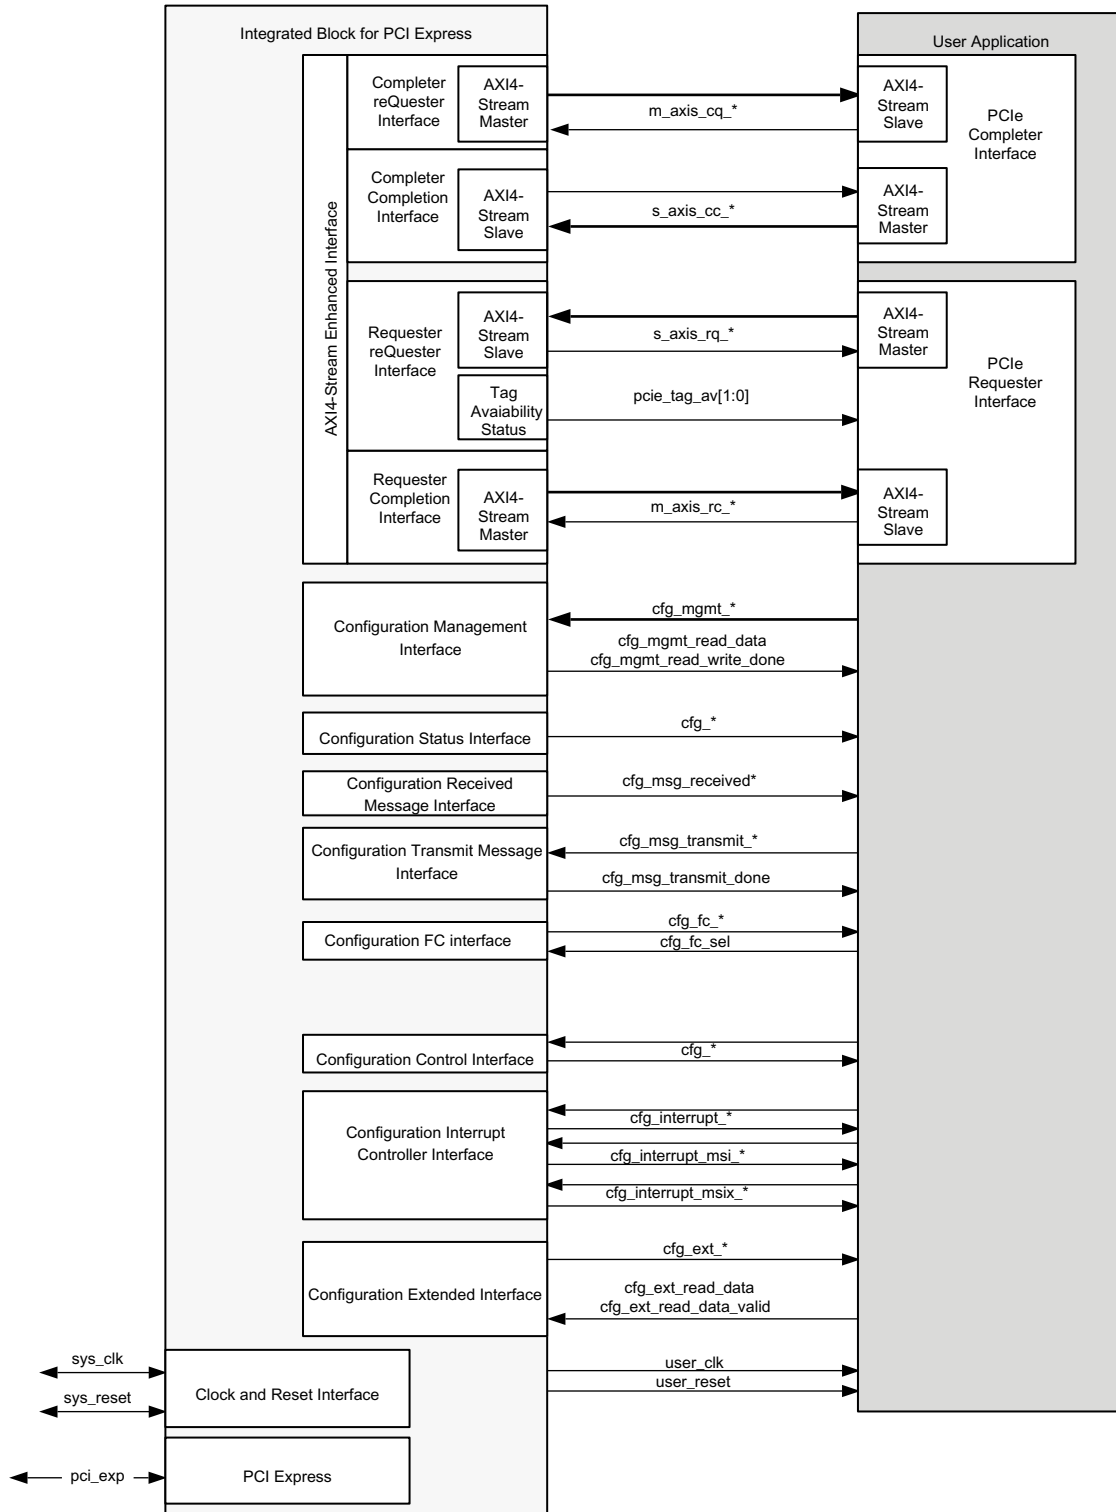 Integrated Block for PCI Express
User Application
AXI4-Stream Enhanced Interface
Completer
reQuester
Interface
AXI4-
Stream
Master
m_axis_cq_*
AXI4-
Stream
Slave
PCIe
Completer
Interface
Completer
Completion
Interface
AXI4-
Stream
Slave
s_axis_cc_*
AXI4-
Stream
Master
Requester
reQuester
Interface
AXI4-
Stream
Slave
s_axis_rq_*
AXI4-
Stream
Master
PCIe
Requester
Interface
Tag
Avaiability
Status
pcie_tag_av[1:0]
Requester
Completion
Interface
AXI4-
Stream
Master
m_axis_rc_*
AXI4-
Stream
Slave
Configuration Management
Interface
cfg_mgmt_*
cfg_mgmt_read_data
cfg_mgmt_read_write_done
Configuration Status Interface
cfg_*
Configuration Received
Message Interface
cfg_msg_received*
Configuration Transmit Message
Interface
cfg_msg_transmit_*
cfg_msg_transmit_done
Configuration FC interface
cfg_fc_*
cfg_fc_sel
Configuration Control Interface
cfg_*
Configuration Interrupt
Controller Interface
cfg_interrupt_*
cfg_interrupt_msi_*
cfg_interrupt_msix_*
Configuration Extended Interface
cfg_ext_*
cfg_ext_read_data
cfg_ext_read_data_valid
sys_clk
sys_reset
Clock and Reset Interface
user_clk
user_reset
pci_exp
PCI Express